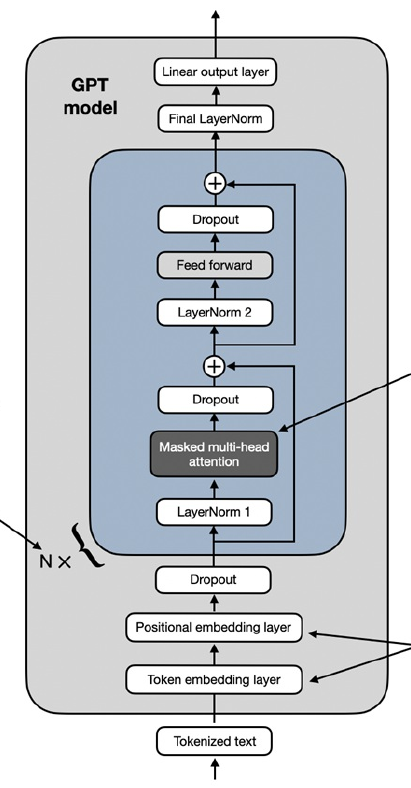 GPT
model
Linear output layer
Final LayerNorm
+
Dropout
Feed forward
LayerNorm 2
+
Dropout
Masked multi-head
attention
LayerNorm 1
N ×
{
Dropout
Positional embedding layer
Token embedding layer
Tokenized text